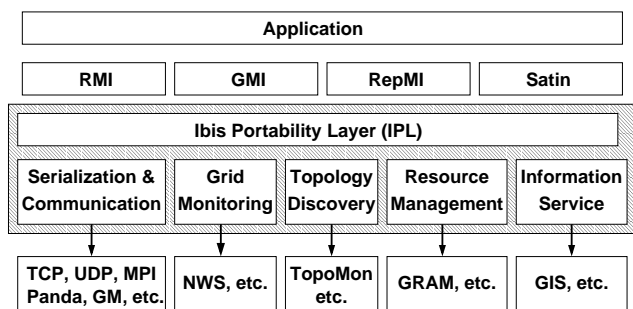 Application
RMI
GMI
RepMI
Satin
Ibis Portability Layer (IPL)
Serialization &
Communication
Grid
Monitoring
Topology
Discovery
Resource
Management
Information
Service
TCP, UDP, MPI
Panda, GM, etc.
NWS, etc.
TopoMon
etc.
GRAM, etc.
GIS, etc.